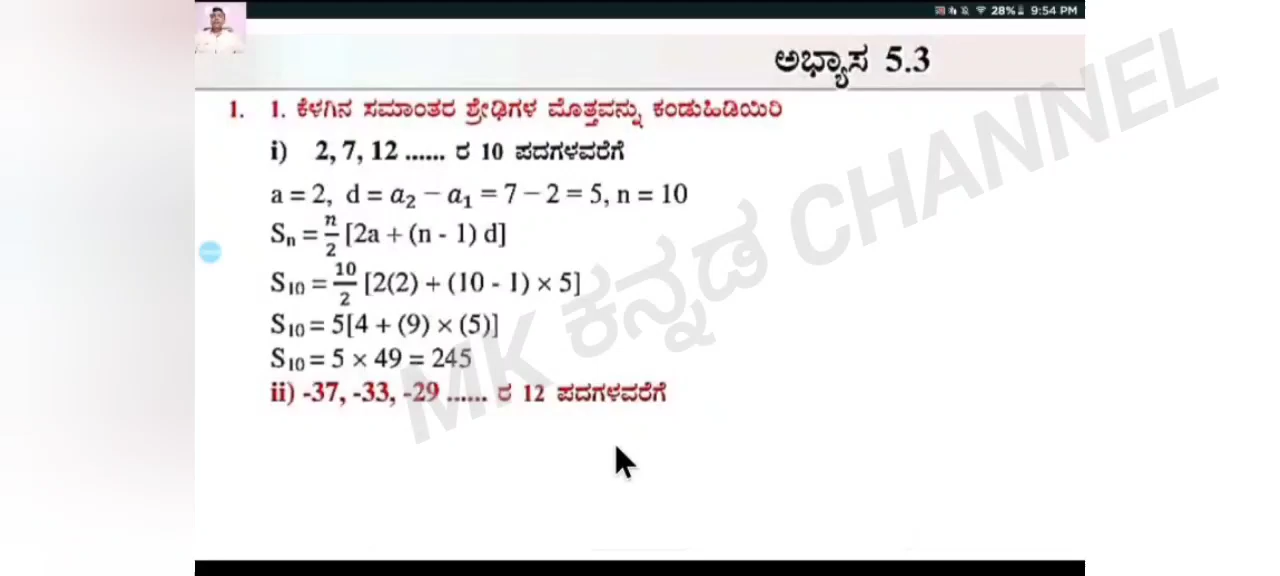 28% 9:54 PM
ಅಭ್ಯಾಸ 5.3
1. 1. ಕೆಳಗಿನ ಸಮಾಂತರ ಶ್ರೇಢಿಗಳ ಮೊತ್ತವನ್ನು ಕಂಡುಹಿಡಿಯಿರಿ
i) 2, 7, 12 ...... ರ 10 ಪದಗಳವರೆಗೆ
a = 2, d = a₂ − a₁ = 7 − 2 = 5, n = 10
Sₙ = n/2 [2a + (n - 1) d]
S₁₀ = 10/2 [2(2) + (10 - 1) × 5]
S₁₀ = 5[4 + (9) × (5)]
S₁₀ = 5 × 49 = 245
ii) -37, -33, -29 ...... ರ 12 ಪದಗಳವರೆಗೆ
MK ಕನ್ನಡ CHANNEL